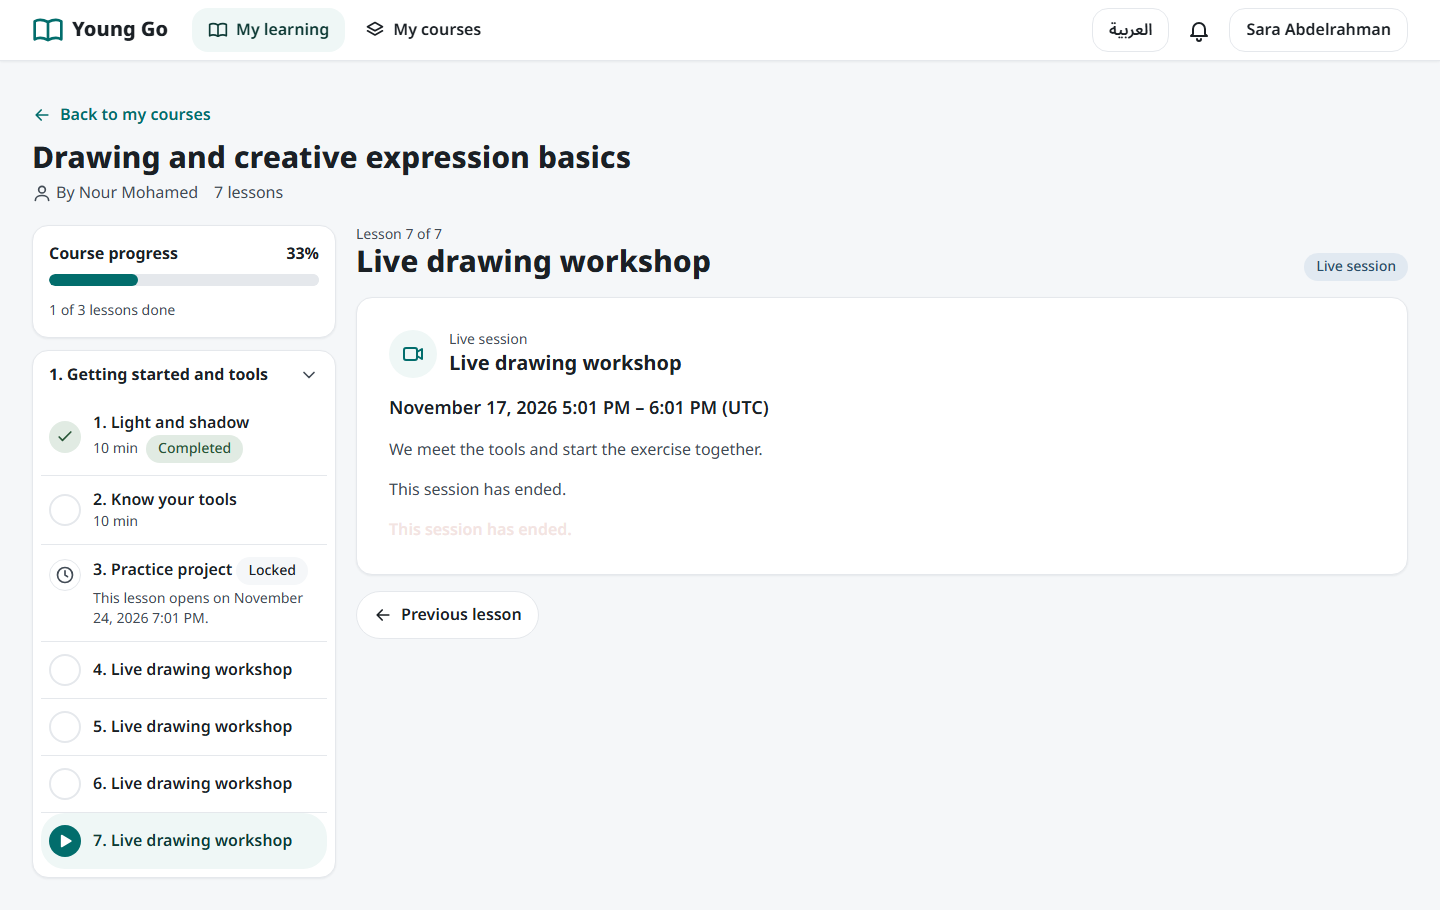 Young Go
My learning
My courses
العربية
Sara Abdelrahman
Back to my courses
Drawing and creative expression basics
By Nour Mohamed 7 lessons
Course progress 33%
1 of 3 lessons done
1. Getting started and tools
1. Light and shadow
10 min Completed
2. Know your tools
10 min
3. Practice project Locked
This lesson opens on November
24, 2026 7:01 PM.
4. Live drawing workshop
5. Live drawing workshop
6. Live drawing workshop
7. Live drawing workshop
Lesson 7 of 7
Live drawing workshop
Live session
Live session
Live drawing workshop
November 17, 2026 5:01 PM – 6:01 PM (UTC)
We meet the tools and start the exercise together.
This session has ended.
This session has ended.
Previous lesson